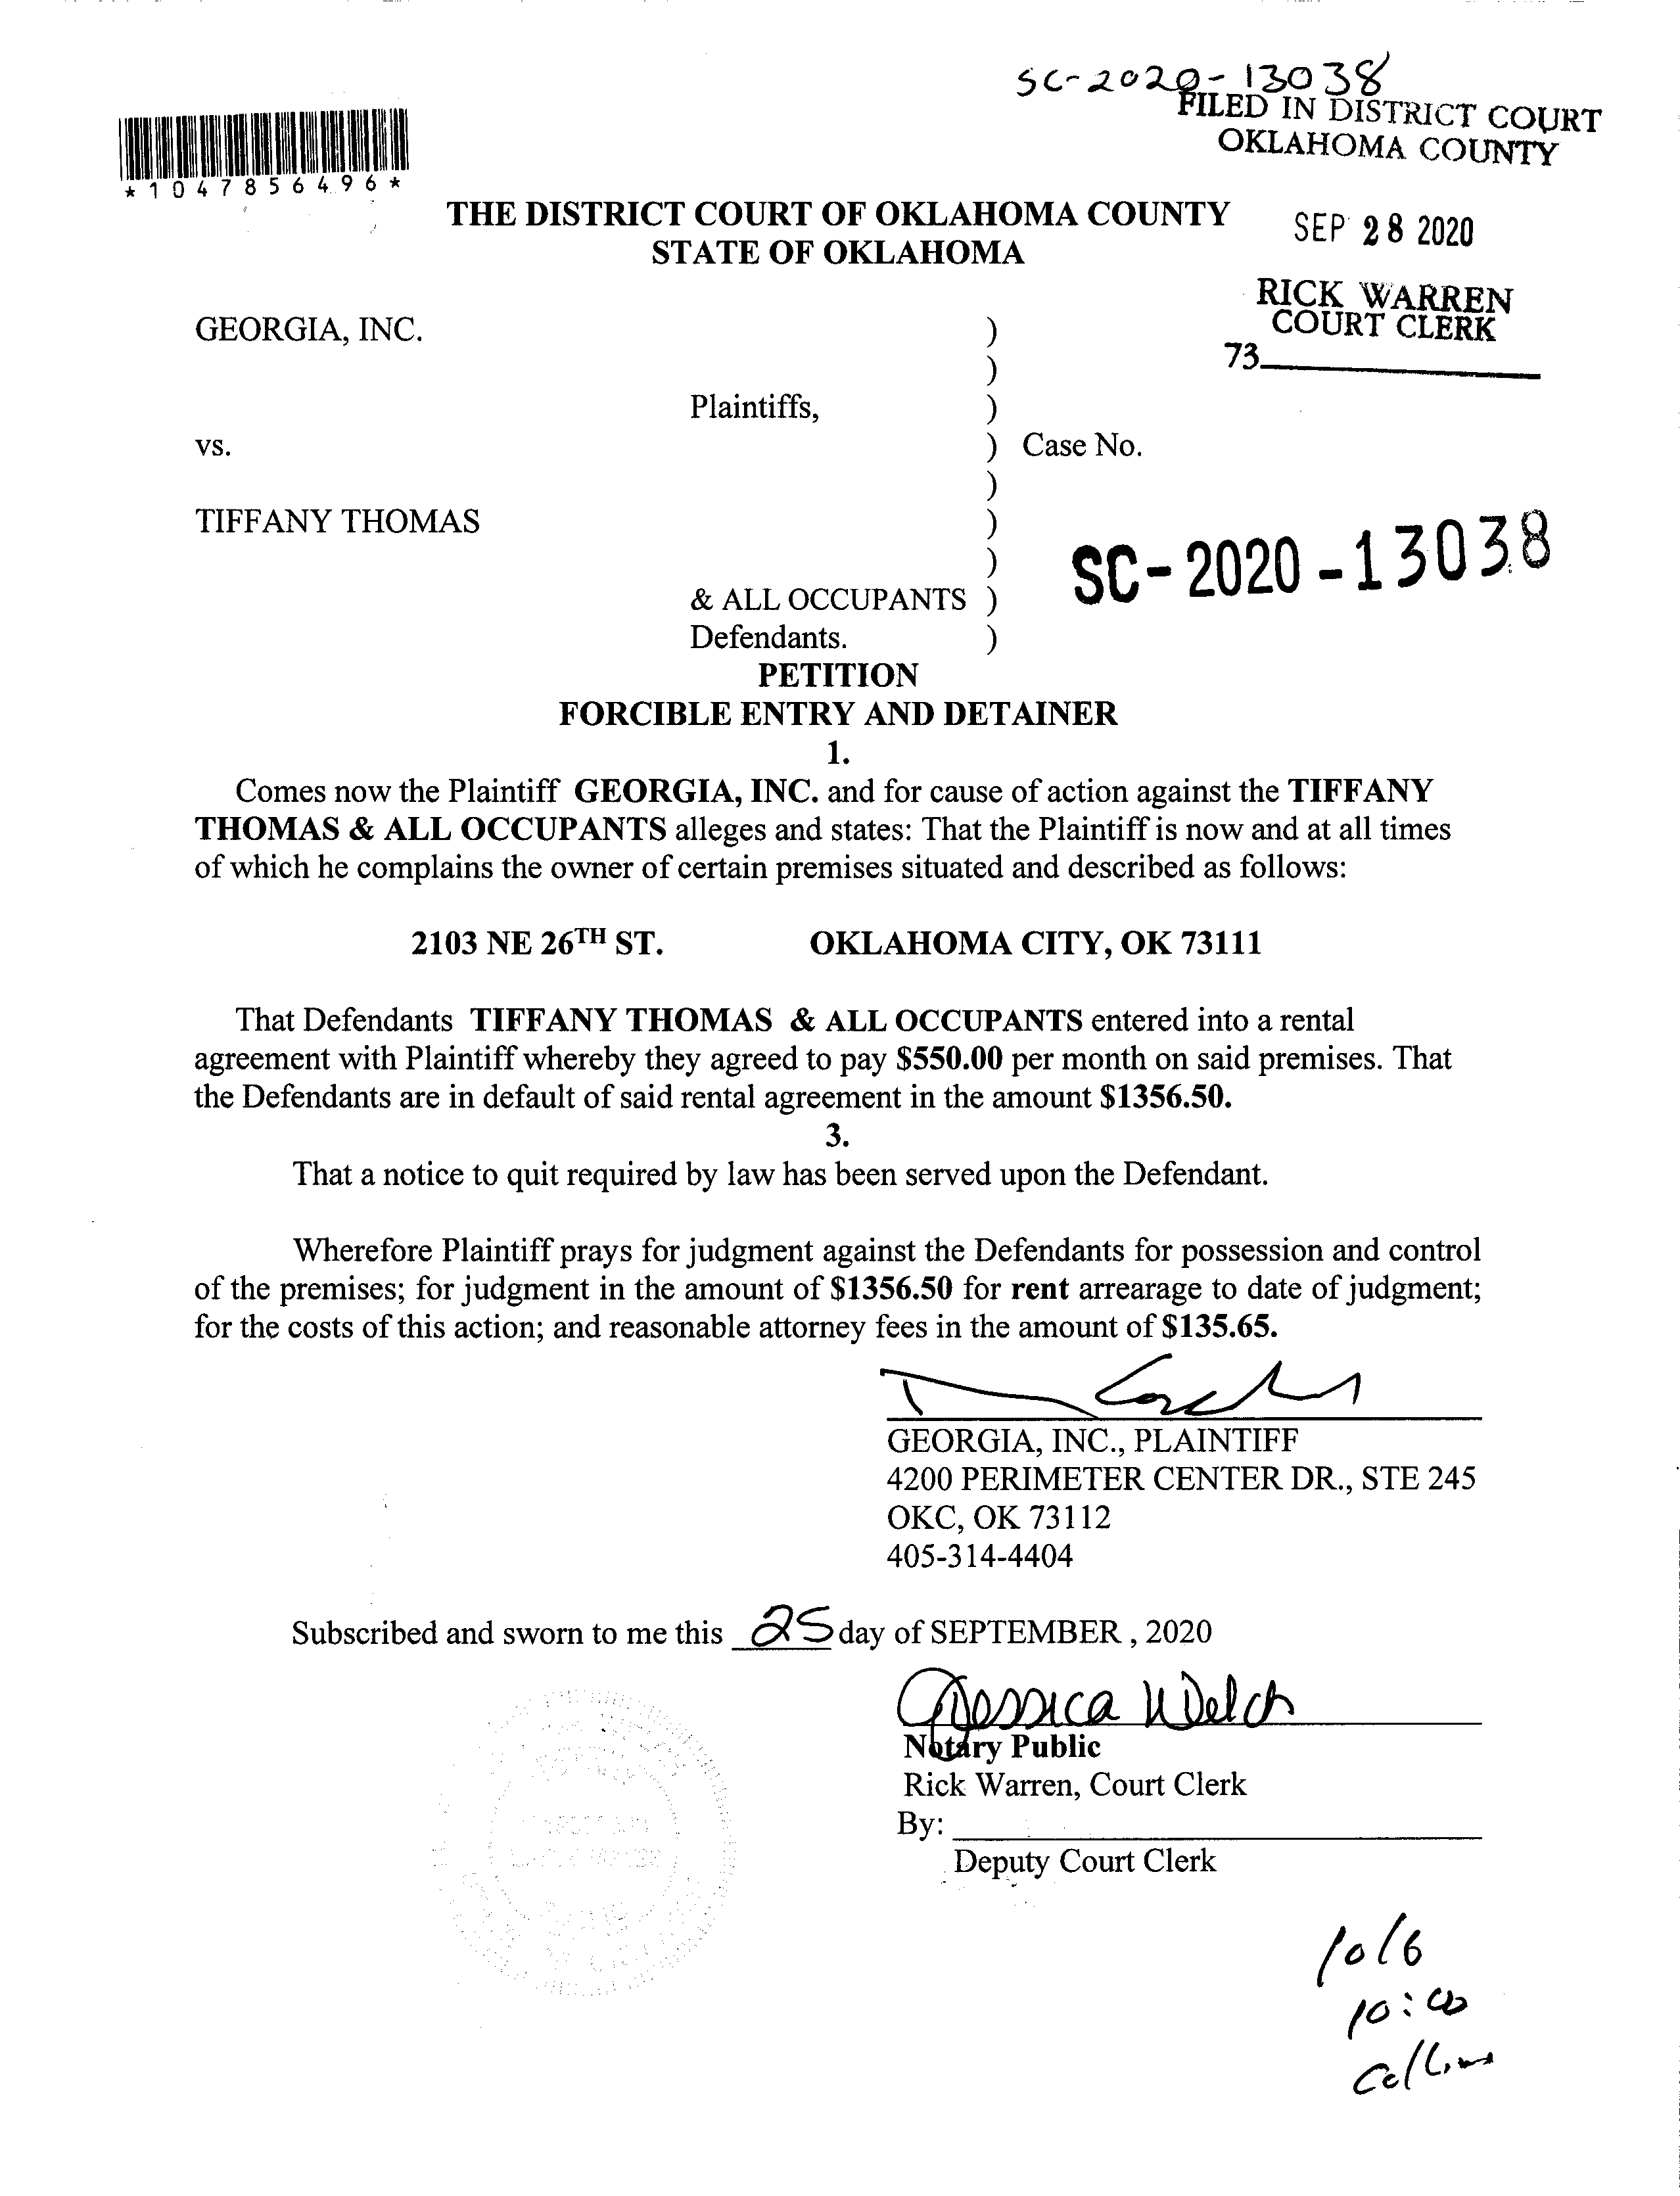 SC-2020-13038
FILED IN DISTRICT COURT
OKLAHOMA COUNTY
*1047856496*
THE DISTRICT COURT OF OKLAHOMA COUNTY
STATE OF OKLAHOMA
SEP 28 2020
RICK WARREN
COURT CLERK
73
GEORGIA, INC. )
)
Plaintiffs, )
vs. ) Case No.
)
TIFFANY THOMAS )
)
SC-2020-13038
& ALL OCCUPANTS )
Defendants. )
PETITION
FORCIBLE ENTRY AND DETAINER
1.
Comes now the Plaintiff GEORGIA, INC. and for cause of action against the TIFFANY
THOMAS & ALL OCCUPANTS alleges and states: That the Plaintiff is now and at all times
of which he complains the owner of certain premises situated and described as follows:
2103 NE 26TH ST. OKLAHOMA CITY, OK 73111
That Defendants TIFFANY THOMAS & ALL OCCUPANTS entered into a rental
agreement with Plaintiff whereby they agreed to pay $550.00 per month on said premises. That
the Defendants are in default of said rental agreement in the amount $1356.50.
3.
That a notice to quit required by law has been served upon the Defendant.
Wherefore Plaintiff prays for judgment against the Defendants for possession and control
of the premises; for judgment in the amount of $1356.50 for rent arrearage to date of judgment;
for the costs of this action; and reasonable attorney fees in the amount of $135.65.
GEORGIA, INC., PLAINTIFF
4200 PERIMETER CENTER DR., STE 245
OKC, OK 73112
405-314-4404
Subscribed and sworn to me this 25 day of SEPTEMBER , 2020
Jessica Welch
Notary Public
Rick Warren, Court Clerk
By:
Deputy Court Clerk
10/6
10:00
Collins